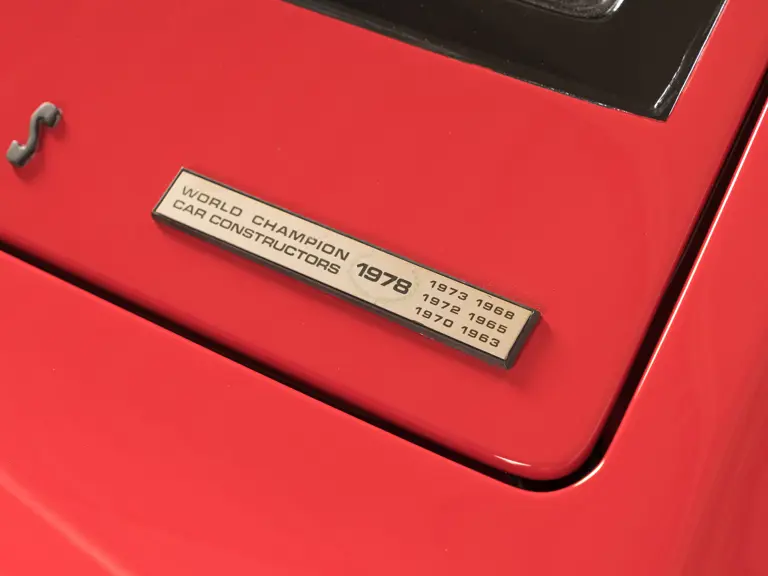 S
WORLD CHAMPION
CAR CONSTRUCTORS
1978
1973 1968
1972 1965
1970 1963